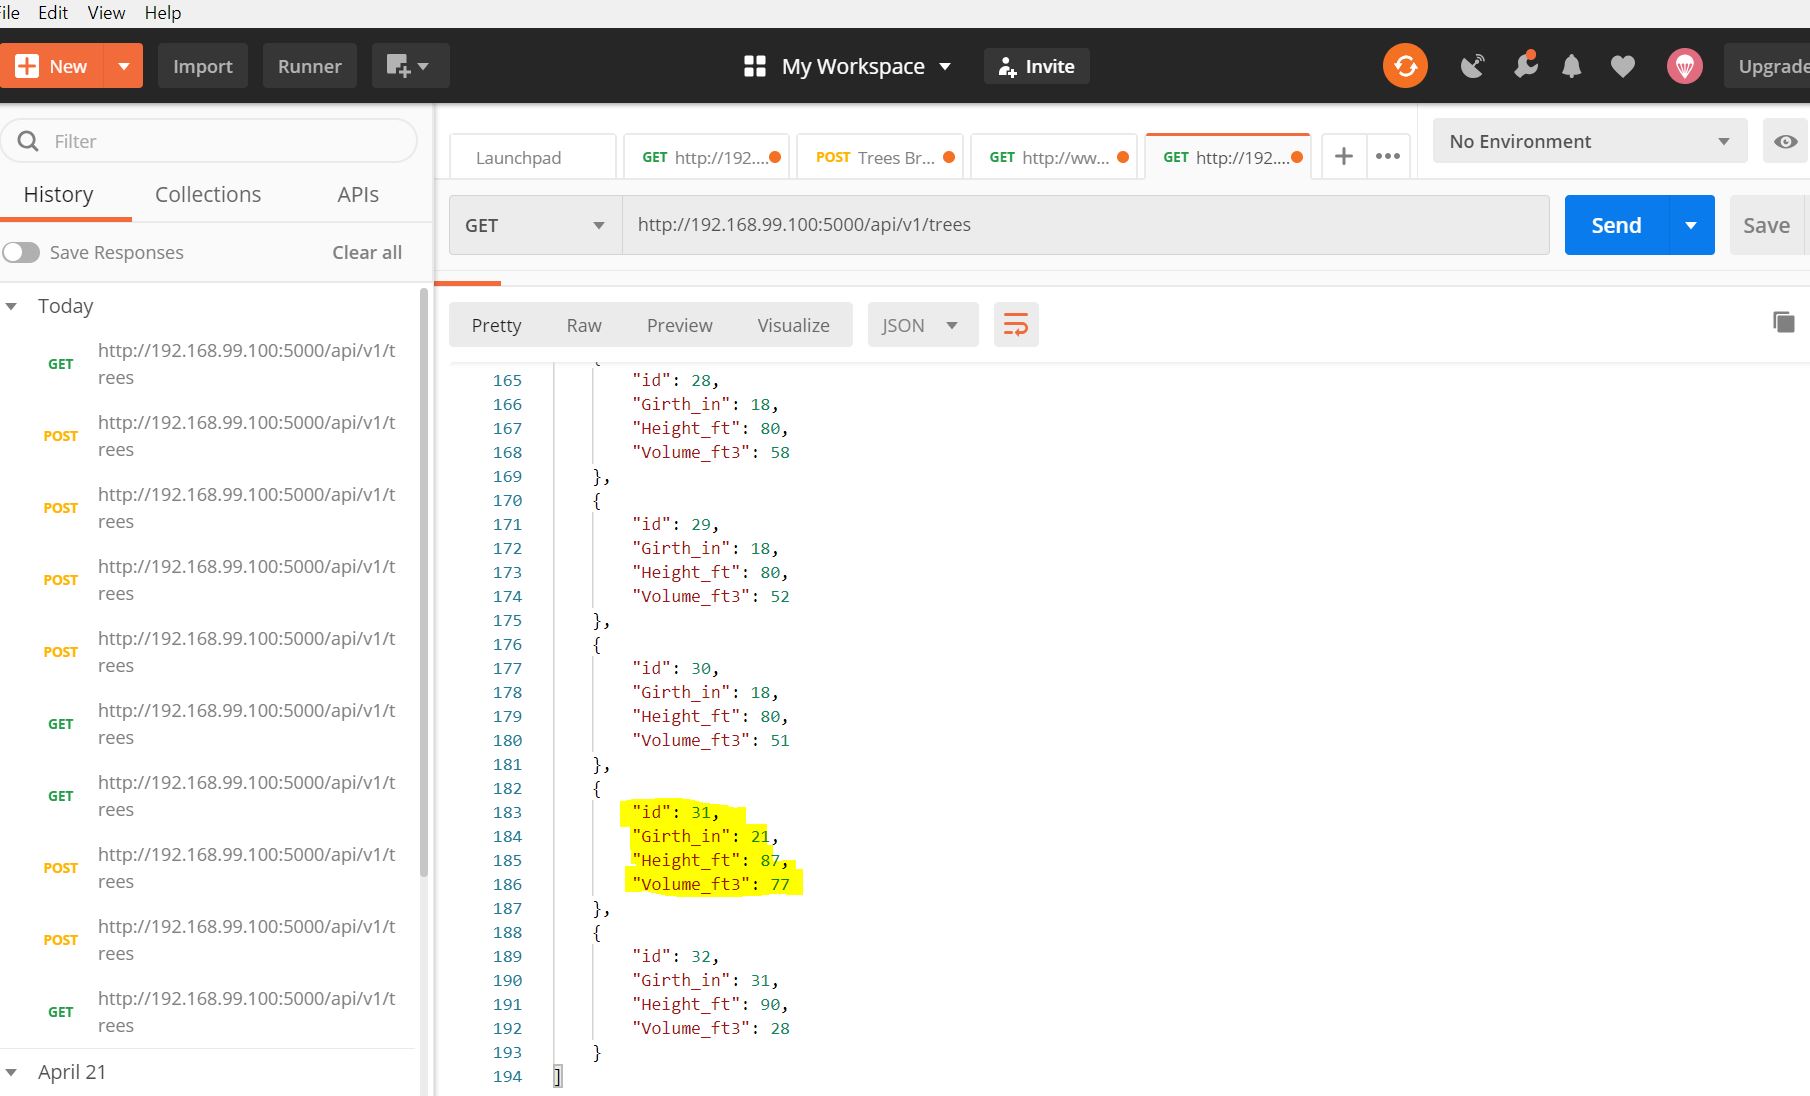 File Edit View Help
New Import Runner My Workspace Invite Upgrade
Filter
History Collections APIs
Save Responses Clear all
Today
GET http://192.168.99.100:5000/api/v1/t
rees
POST http://192.168.99.100:5000/api/v1/t
rees
POST http://192.168.99.100:5000/api/v1/t
rees
POST http://192.168.99.100:5000/api/v1/t
rees
POST http://192.168.99.100:5000/api/v1/t
rees
GET http://192.168.99.100:5000/api/v1/t
rees
GET http://192.168.99.100:5000/api/v1/t
rees
POST http://192.168.99.100:5000/api/v1/t
rees
POST http://192.168.99.100:5000/api/v1/t
rees
GET http://192.168.99.100:5000/api/v1/t
rees
April 21
Launchpad GET http://192.... POST Trees Br... GET http://ww... GET http://192.... + ••• No Environment
GET http://192.168.99.100:5000/api/v1/trees Send Save
Pretty Raw Preview Visualize JSON
165 "id": 28,
166 "Girth_in": 18,
167 "Height_ft": 80,
168 "Volume_ft3": 58
169 },
170 {
171 "id": 29,
172 "Girth_in": 18,
173 "Height_ft": 80,
174 "Volume_ft3": 52
175 },
176 {
177 "id": 30,
178 "Girth_in": 18,
179 "Height_ft": 80,
180 "Volume_ft3": 51
181 },
182 {
183 "id": 31,
184 "Girth_in": 21,
185 "Height_ft": 87,
186 "Volume_ft3": 77
187 },
188 {
189 "id": 32,
190 "Girth_in": 31,
191 "Height_ft": 90,
192 "Volume_ft3": 28
193 }
194 ]